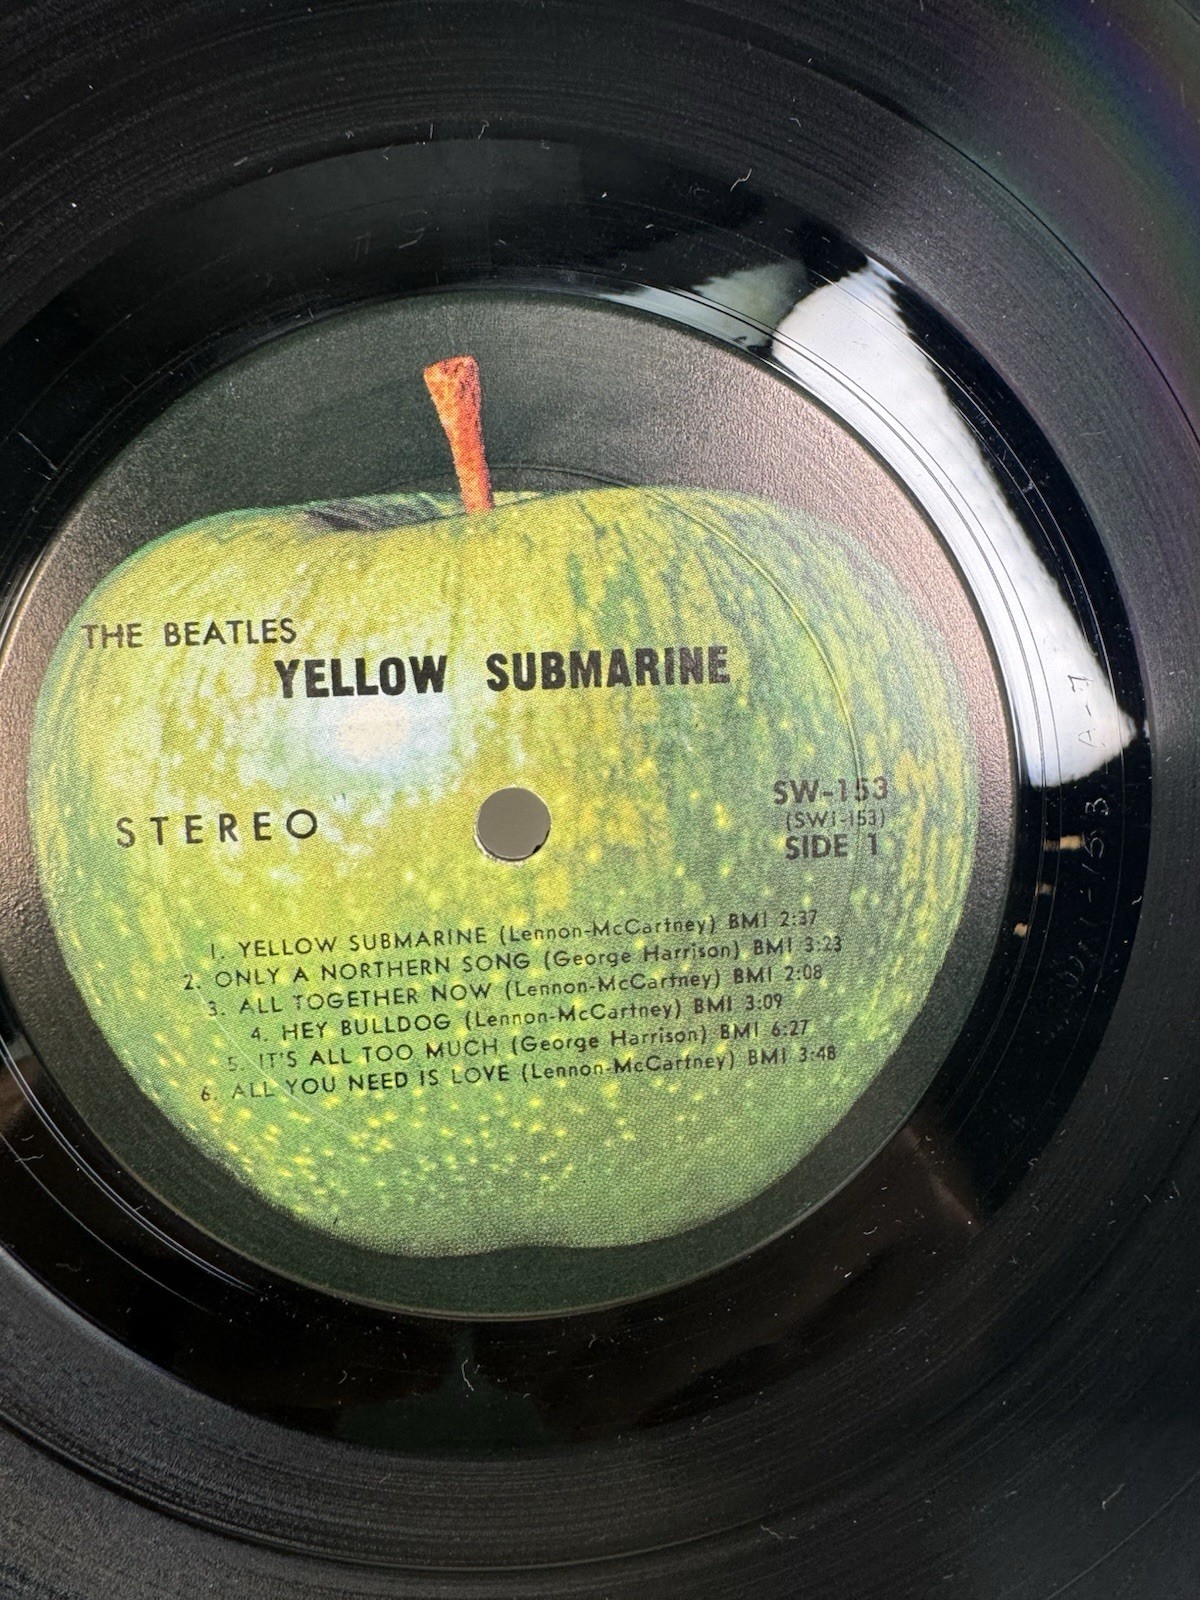 THE BEATLES
YELLOW SUBMARINE
STEREO
SW-153
(SW1-153)
SIDE 1
1. YELLOW SUBMARINE (Lennon-McCartney) BMI 2:37
2. ONLY A NORTHERN SONG (George Harrison) BMI 3:23
3. ALL TOGETHER NOW (Lennon-McCartney) BMI 2:08
4. HEY BULLDOG (Lennon-McCartney) BMI 3:09
5. IT'S ALL TOO MUCH (George Harrison) BMI 6:27
6. ALL YOU NEED IS LOVE (Lennon-McCartney) BMI 3:48